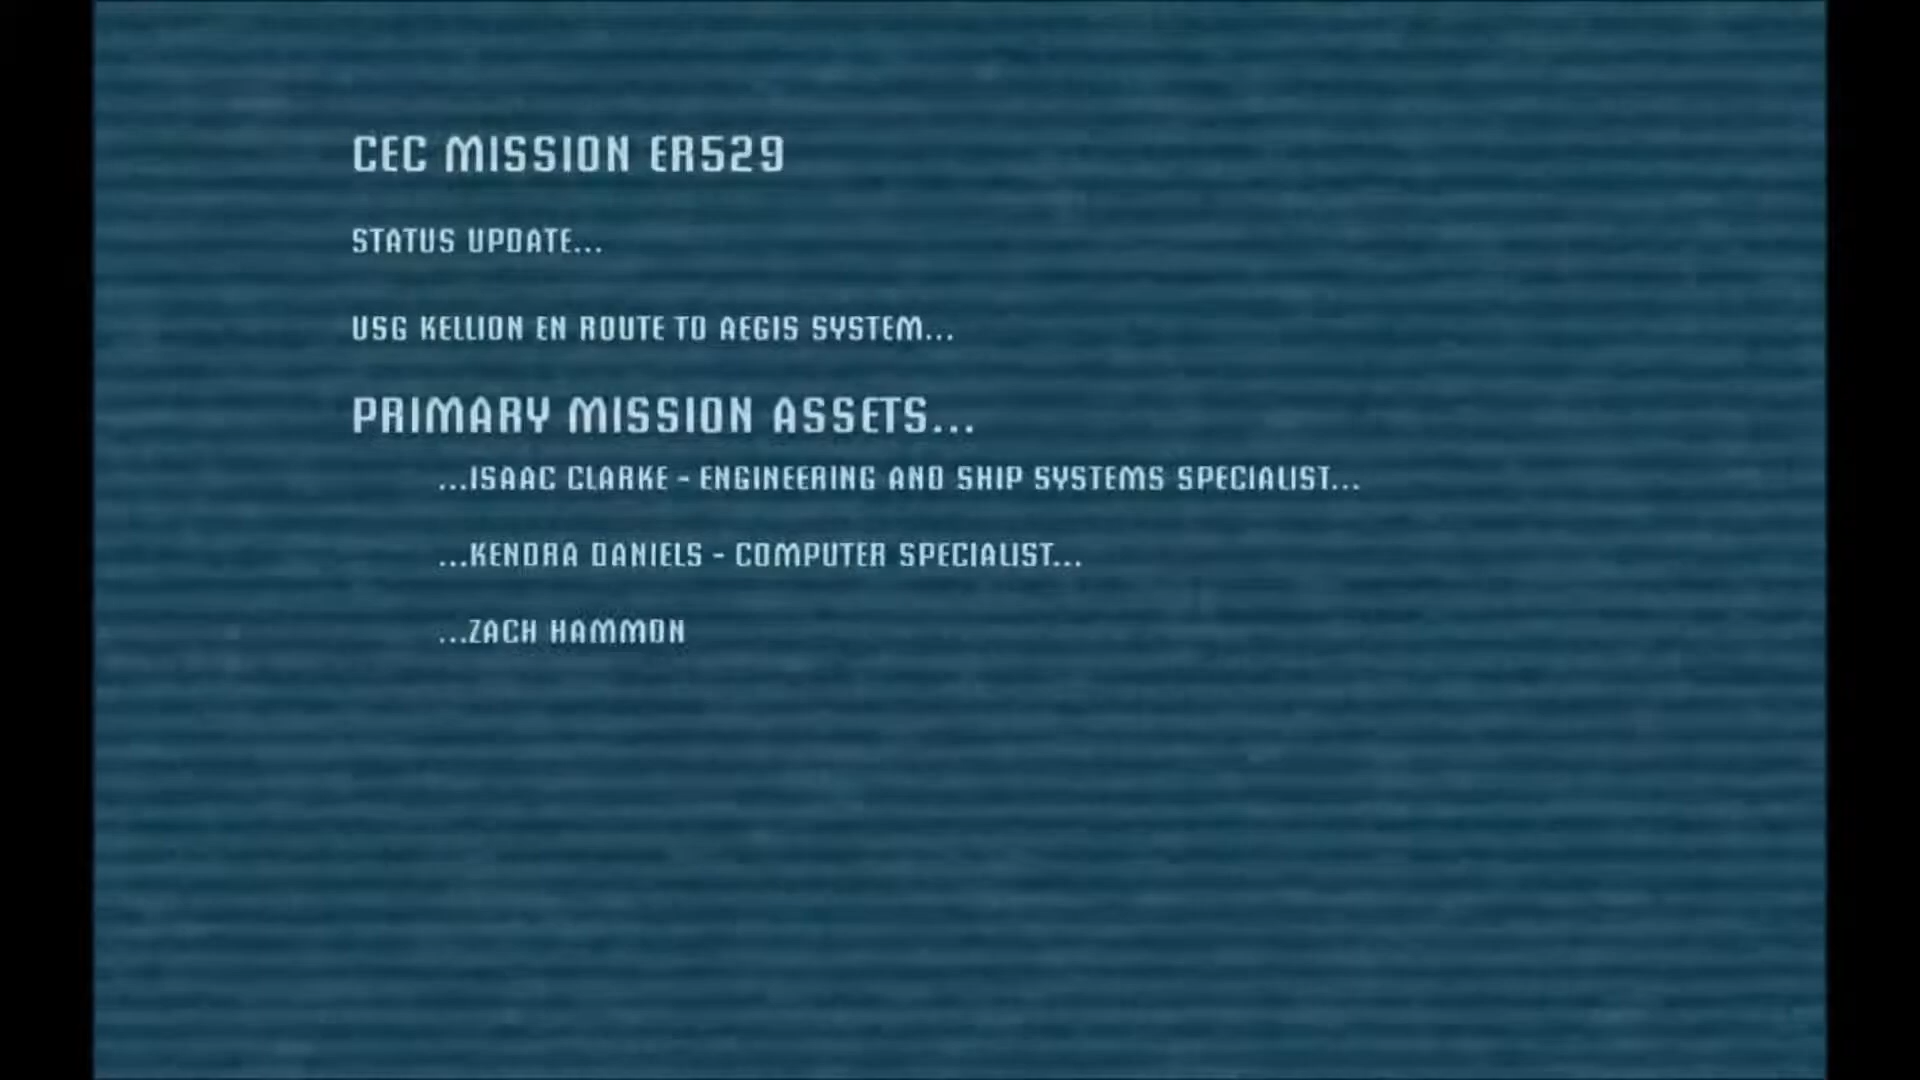 CEC MISSION ER529
STATUS UPDATE...
USG KELLION EN ROUTE TO AEGIS SYSTEM...
PRIMARY MISSION ASSETS...
...ISAAC CLARKE - ENGINEERING AND SHIP SYSTEMS SPECIALIST...
...KENDRA DANIELS - COMPUTER SPECIALIST...
...ZACH HAMMON